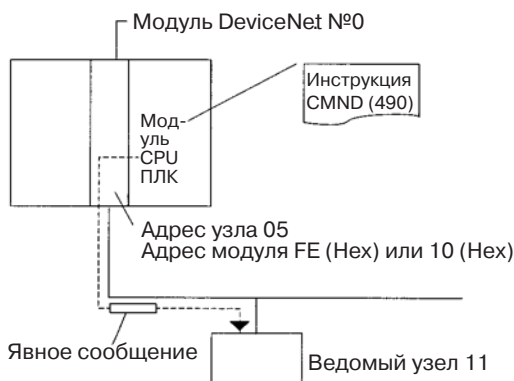 Модуль DeviceNet №0
Инструкция
CMND (490)
Мод-
уль
CPU
ПЛК
Адрес узла 05
Адрес модуля FE (Hex) или 10 (Hex)
Явное сообщение
Ведомый узел 11